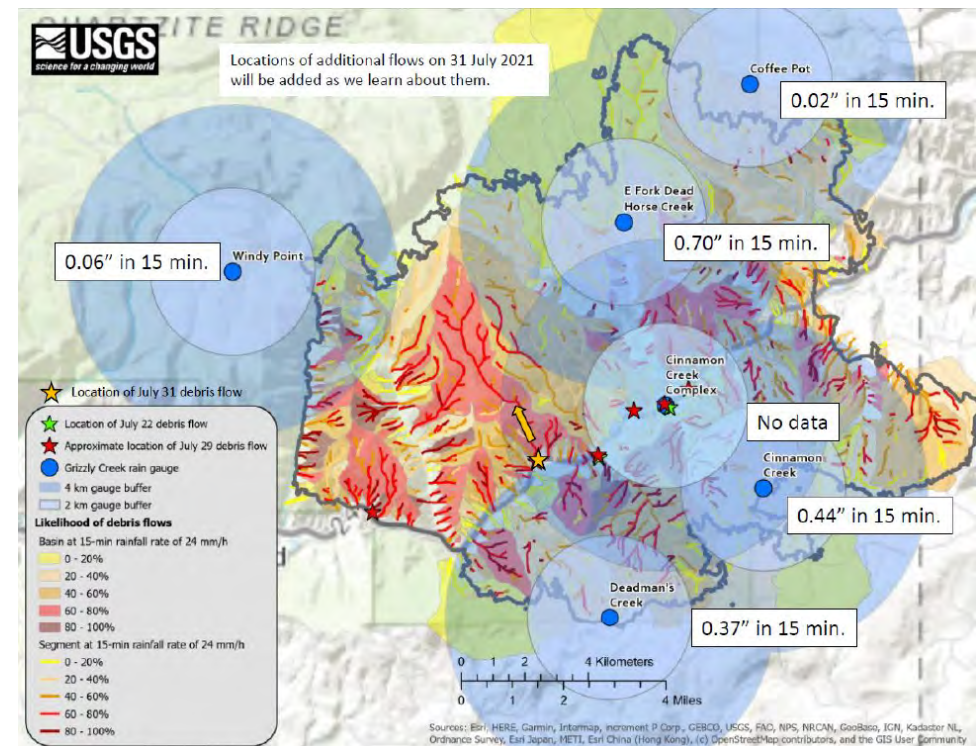 QUARTZITE RIDGE
USGS
science for a changing world
Locations of additional flows on 31 July 2021
will be added as we learn about them.
Coffee Pot
0.02” in 15 min.
E Fork Dead
Horse Creek
0.70” in 15 min.
Windy Point
0.06” in 15 min.
Cinnamon
Creek
Complex
No data
Cinnamon
Creek
0.44” in 15 min.
Deadman's
Creek
0.37” in 15 min.
Location of July 31 debris flow
Location of July 22 debris flow
Approximate location of July 29 debris flow
Grizzly Creek rain gauge
4 km gauge buffer
2 km gauge buffer
Likelihood of debris flows
Basin at 15-min rainfall rate of 24 mm/h
0 - 20%
20 - 40%
40 - 60%
60 - 80%
80 - 100%
Segment at 15-min rainfall rate of 24 mm/h
0 - 20%
20 - 40%
40 - 60%
60 - 80%
80 - 100%
0 1 2 4 Kilometers
0 1 2 4 Miles
Sources: Esri, HERE, Garmin, Intermap, increment P Corp., GEBCO, USGS, FAO, NPS, NRCAN, GeoBase, IGN, Kadaster NL,
Ordnance Survey, Esri Japan, METI, Esri China (Hong Kong), (c) OpenStreetMap contributors, and the GIS User Community